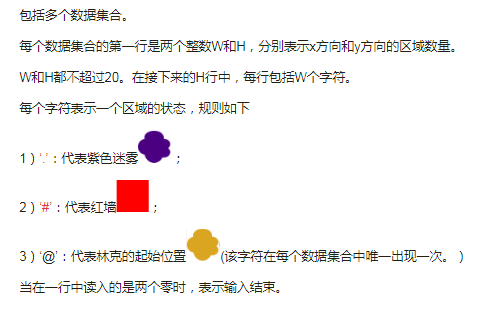 包括多个数据集合。
每个数据集合的第一行是两个整数W和H，分别表示x方向和y方向的区域数量。
W和H都不超过20。在接下来的H行中，每行包括W个字符。
每个字符表示一个区域的状态，规则如下
1）‘.’：代表紫色迷雾；
2）‘#’：代表红墙；
3）‘@’：代表林克的起始位置(该字符在每个数据集合中唯一出现一次。）
当在一行中读入的是两个零时，表示输入结束。